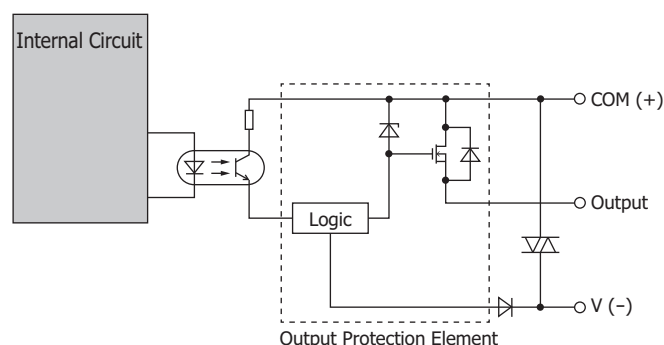 Internal Circuit
COM (+)
Output
Logic
V (−)
Output Protection Element